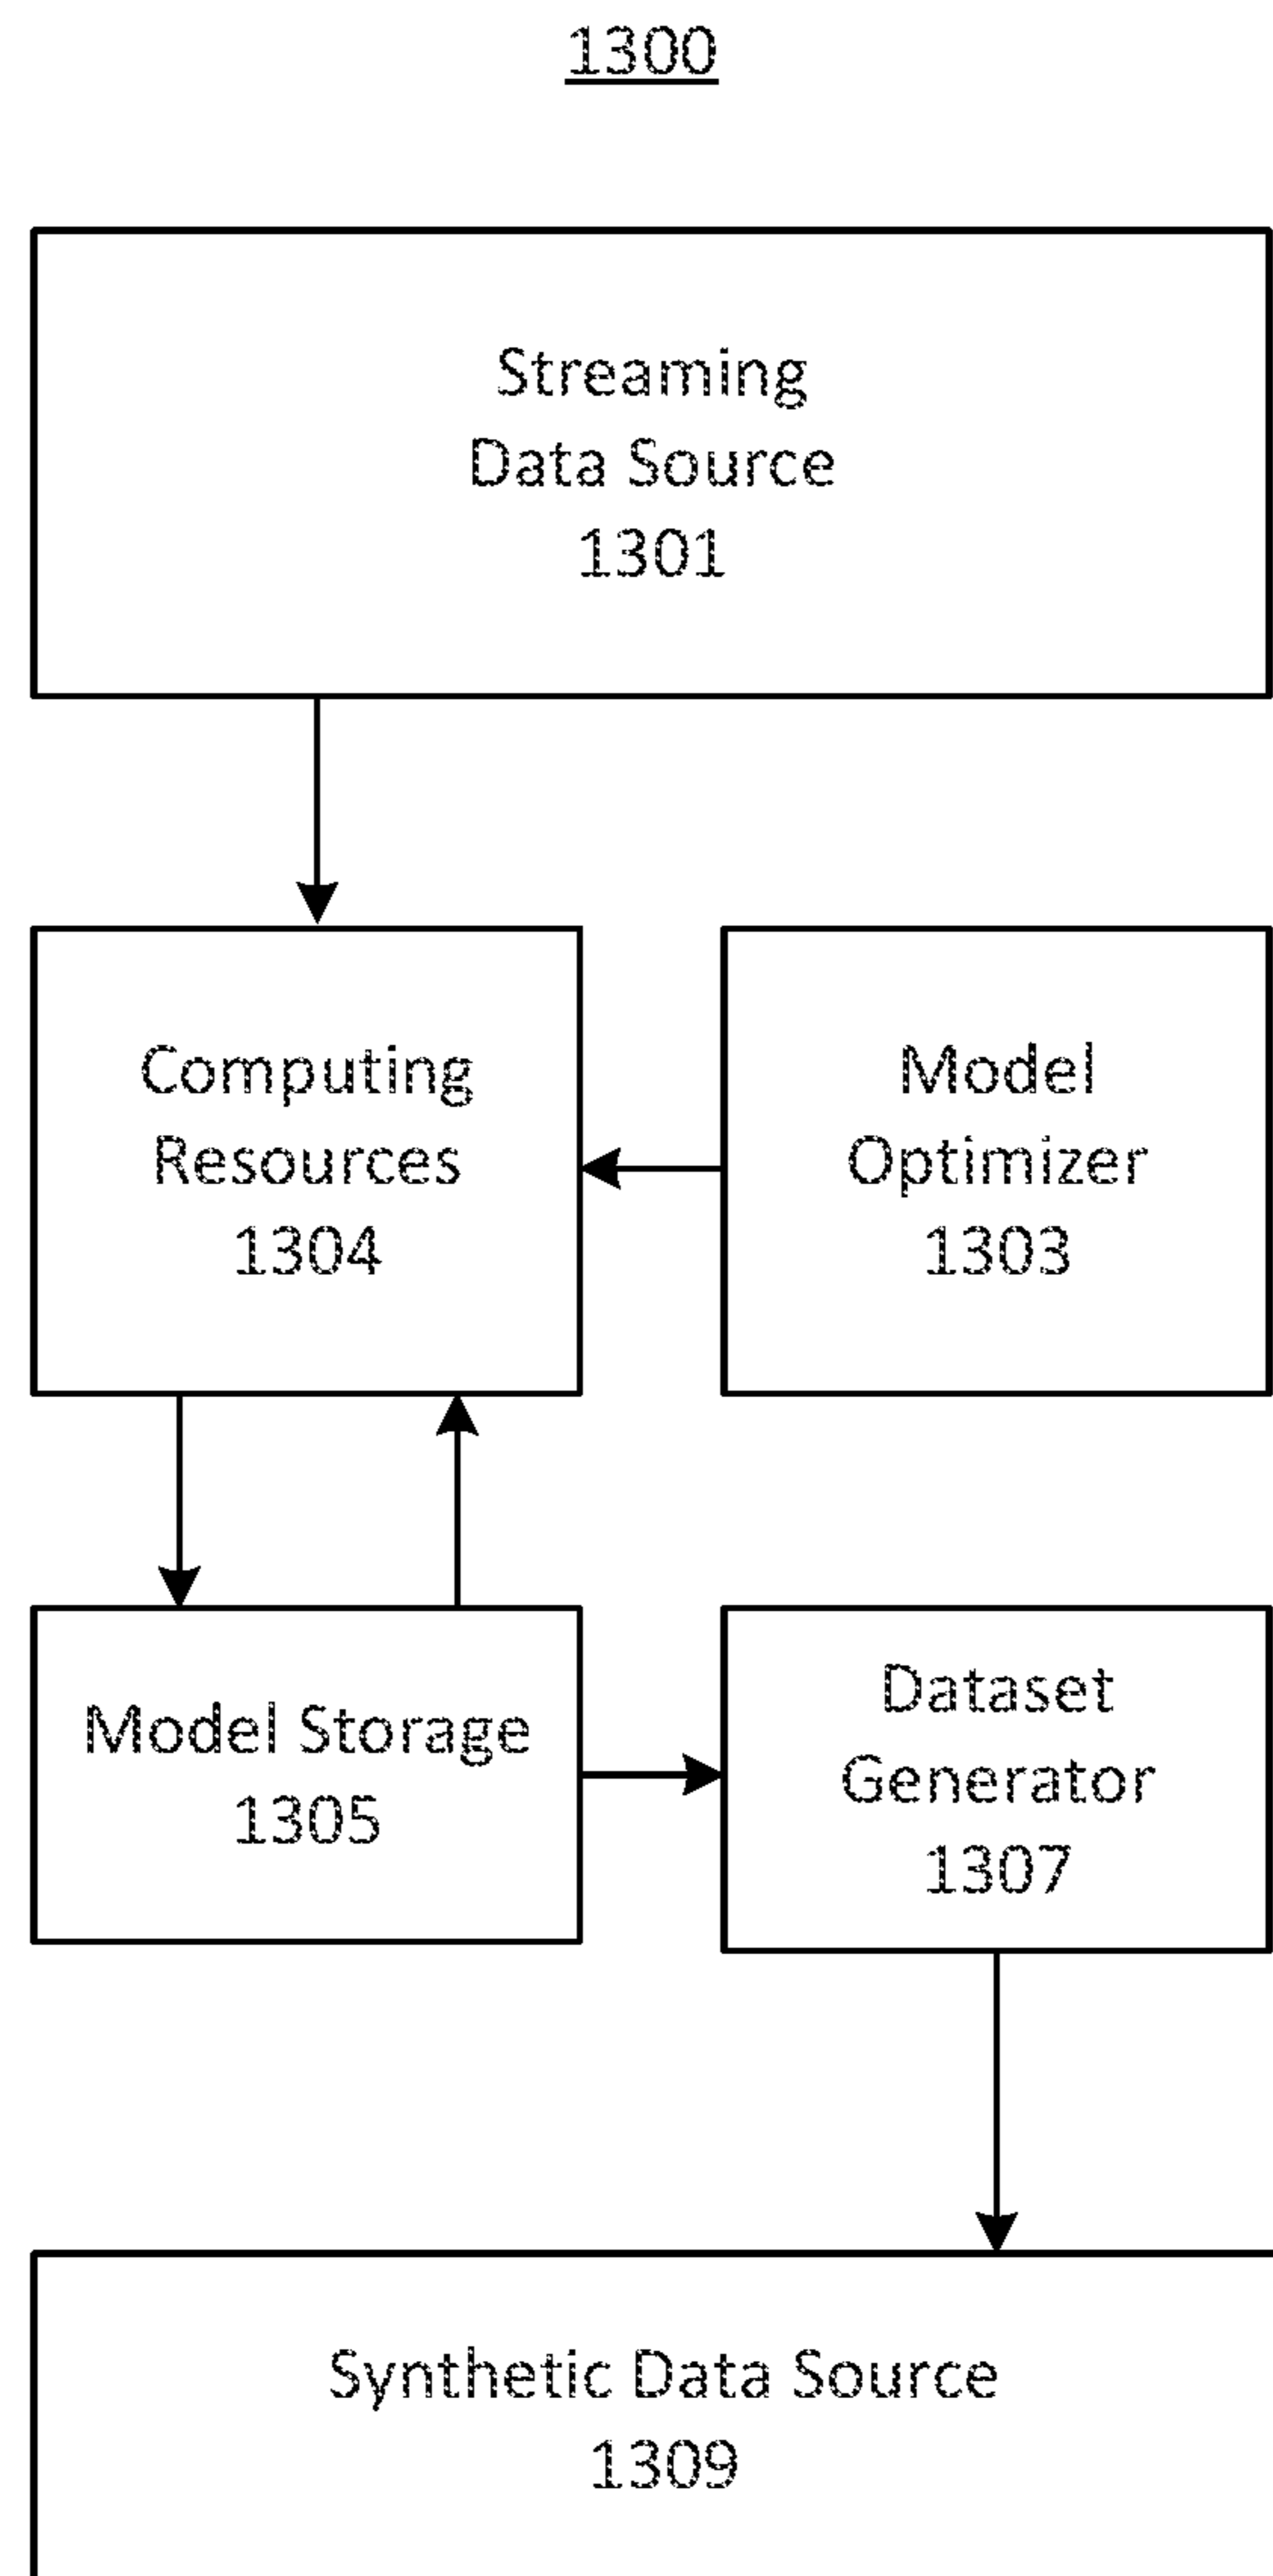 1300
Streaming
Data Source
1301
Computing
Resources
1304
Model
Optimizer
1303
Model Storage
1305
Dataset
Generator
1307
Synthetic Data Source
1309